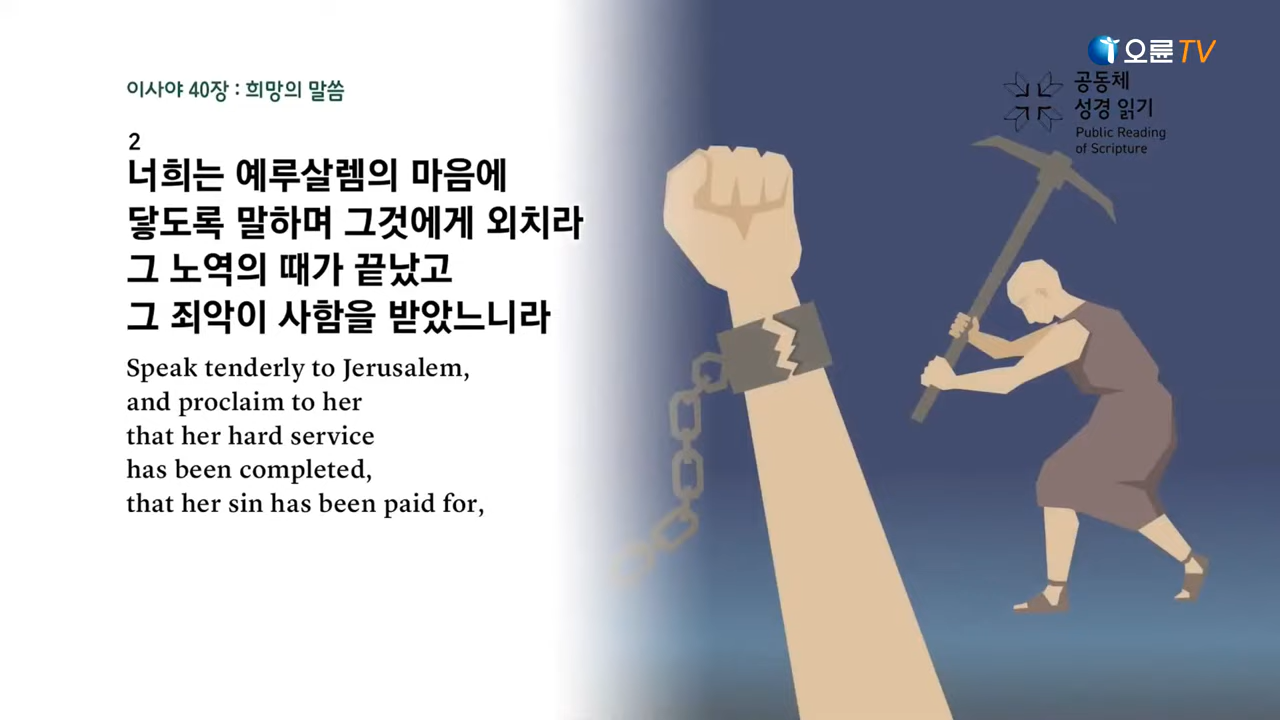 오륜TV
공동체
성경 읽기
Public Reading
of Scripture
이사야 40장 : 희망의 말씀
2
너희는 예루살렘의 마음에
닿도록 말하며 그것에게 외치라
그 노역의 때가 끝났고
그 죄악이 사함을 받았느니라
Speak tenderly to Jerusalem,
and proclaim to her
that her hard service
has been completed,
that her sin has been paid for,